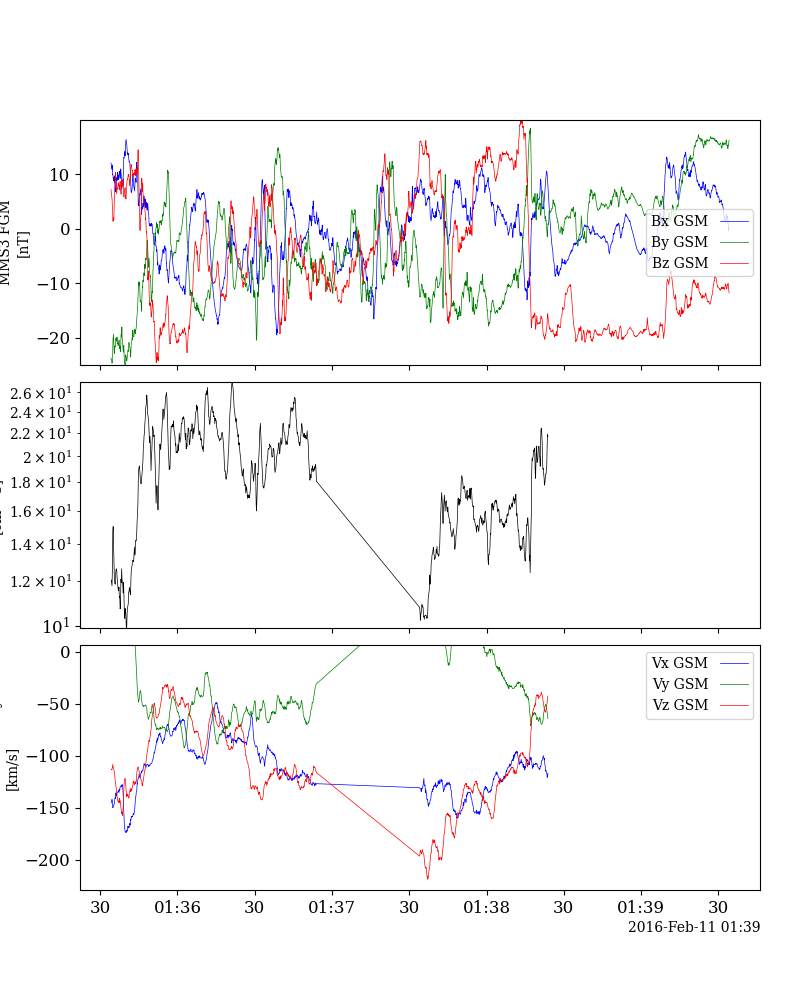 MMS3 FGM
[nT]
10
0
−10
−20
Bx GSM
By GSM
Bz GSM
2.6 × 10¹
2.4 × 10¹
2.2 × 10¹
2 × 10¹
1.8 × 10¹
1.6 × 10¹
1.4 × 10¹
1.2 × 10¹
10¹
[km/s]
0
−50
−100
−150
−200
Vx GSM
Vy GSM
Vz GSM
30 01:36 30 01:37 30 01:38 30 01:39 30
2016-Feb-11 01:39